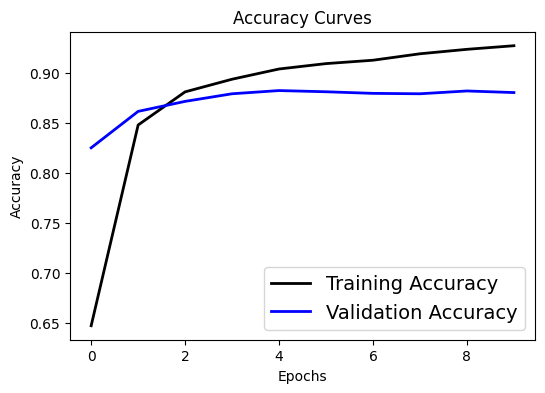 Accuracy Curves
Accuracy
0.90
0.85
0.80
0.75
0.70
0.65
Training Accuracy
Validation Accuracy
0 2 4 6 8
Epochs